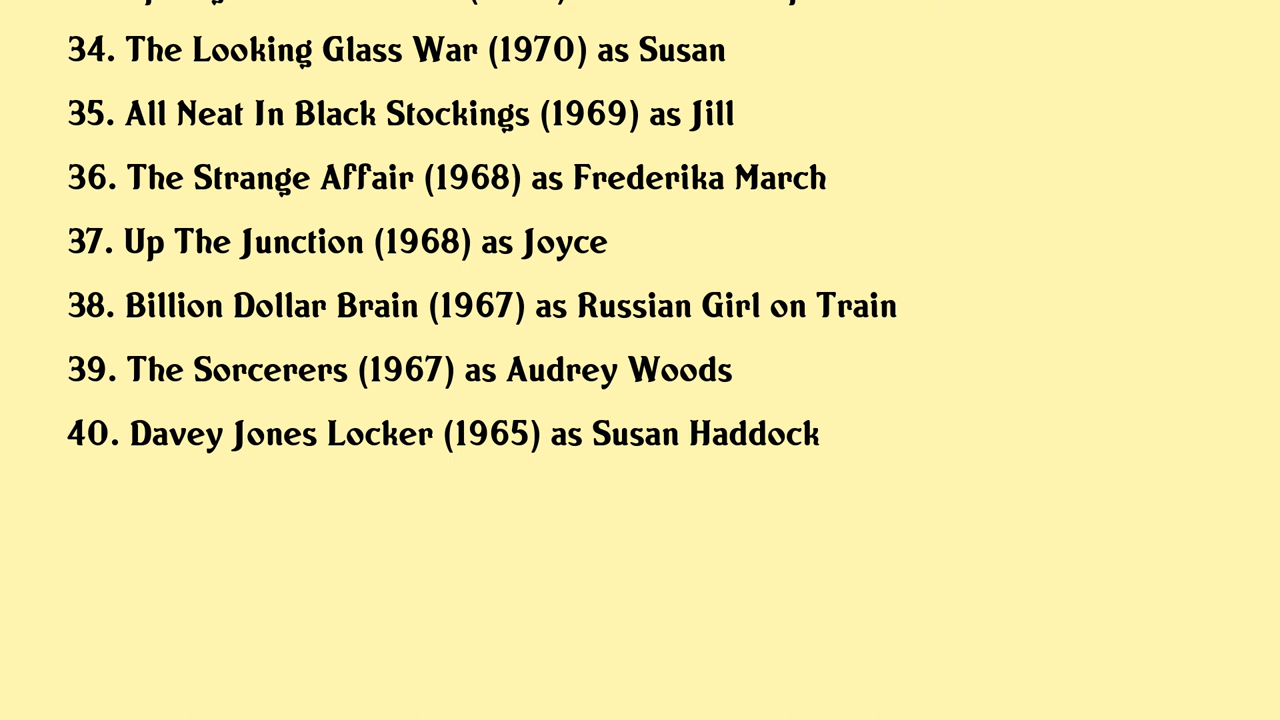 34. The Looking Glass War (1970) as Susan
35. All Neat In Black Stockings (1969) as Jill
36. The Strange Affair (1968) as Frederika March
37. Up The Junction (1968) as Joyce
38. Billion Dollar Brain (1967) as Russian Girl on Train
39. The Sorcerers (1967) as Audrey Woods
40. Davey Jones Locker (1965) as Susan Haddock